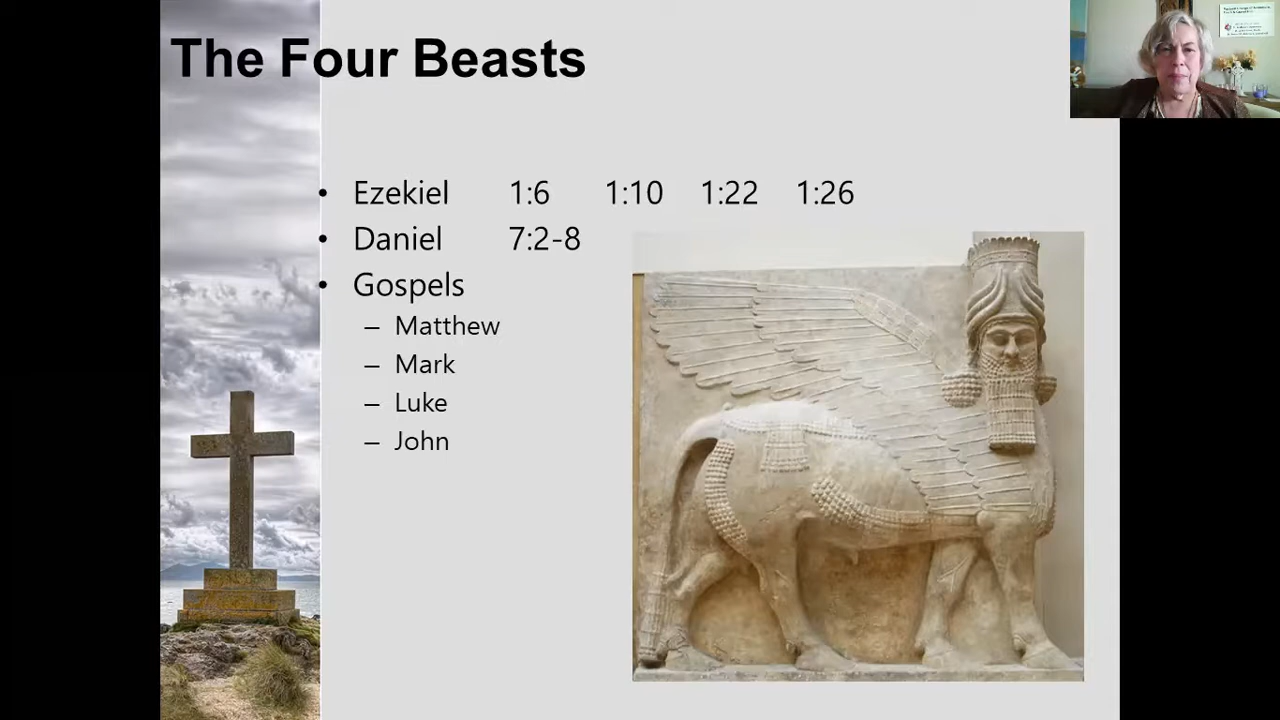 The Four Beasts
• Ezekiel 1:6 1:10 1:22 1:26
• Daniel 7:2-8
• Gospels
– Matthew
– Mark
– Luke
– John